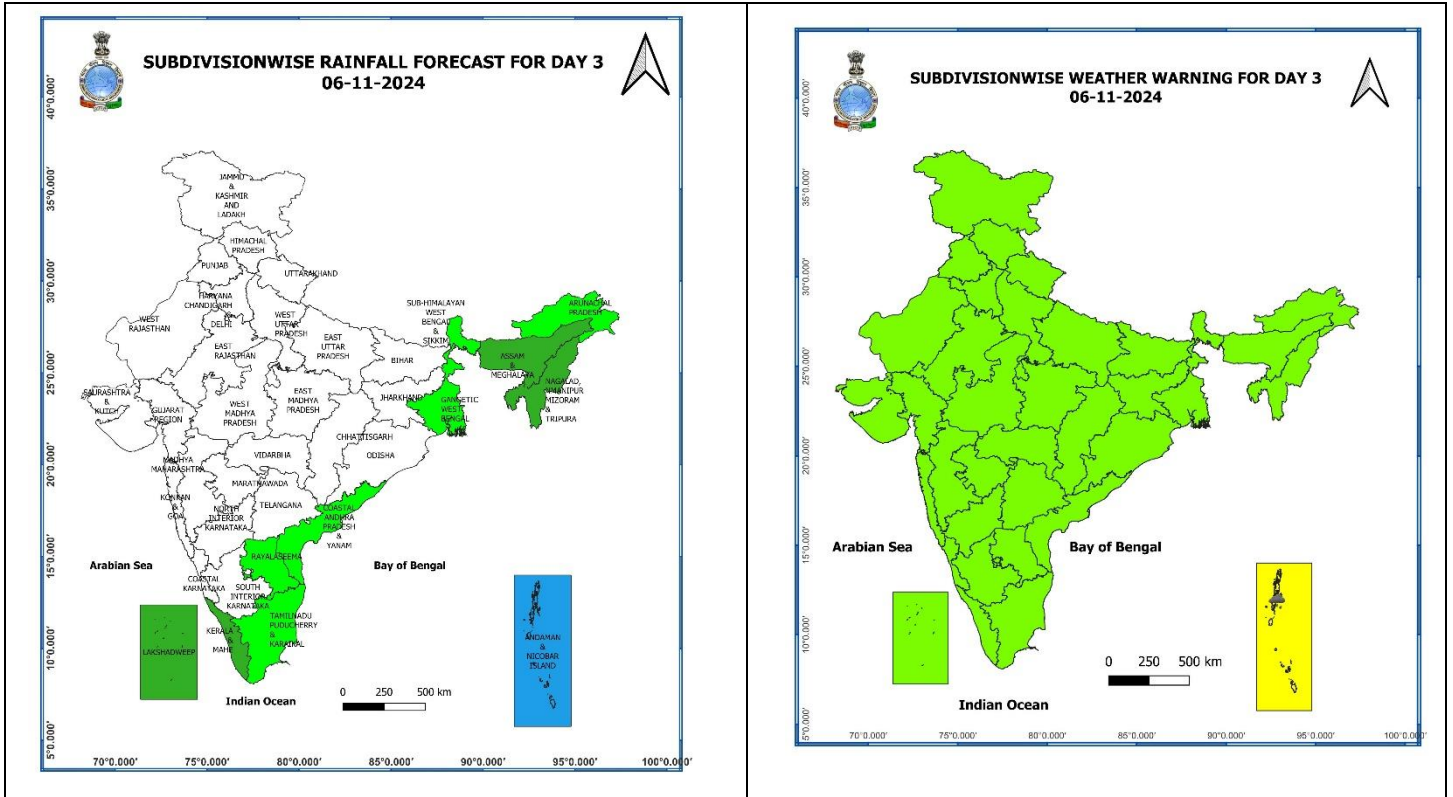 SUBDIVISIONWISE RAINFALL FORECAST FOR DAY 3
06-11-2024
40°0.000'
35°0.000'
30°0.000'
25°0.000'
20°0.000'
15°0.000'
10°0.000'
5°0.000'
JAMMU
&
KASHMIR
AND
LADAKH
HIMACHAL
PRADESH
PUNJAB
UTTARAKHAND
HARYANA
CHANDIGARH
DELHI
WEST
RAJASTHAN
WEST
UTTAR
PRADESH
EAST
UTTAR
PRADESH
EAST
RAJASTHAN
SUB-HIMALAYAN
WEST
BENGAL
&
SIKKIM
ARUNACHAL
PRADESH
BIHAR
ASSAM
&
MEGHALAYA
NAGALAD,
MANIPUR
MIZORAM
&
TRIPURA
SAURASHTRA
&
KUTCH
GUJARAT
REGION
WEST
MADHYA
PRADESH
EAST
MADHYA
PRADESH
JHARKHAND
GANGETIC
WEST
BENGAL
CHHATTISGARH
ODISHA
VIDARBHA
MADHYA
MAHARASHTRA
MARATHAWADA
KONKAN
&
GOA
NORTH
INTERIOR
KARNATAKA
TELANGANA
COASTAL
ANDHRA
PRADESH
&
YANAM
RAYALASEEMA
Arabian Sea
Bay of Bengal
COASTAL
KARNATAKA
SOUTH
INTERIOR
KARNATAKA
TAMILNADU
PUDUCHERRY
&
KARAIKAL
KERALA
&
MAHE
LAKSHADWEEP
ANDAMAN
&
NICOBAR
ISLAND
Indian Ocean
0 250 500 km
70°0.000' 75°0.000' 80°0.000' 85°0.000' 90°0.000' 95°0.000' 100°0.000'
SUBDIVISIONWISE WEATHER WARNING FOR DAY 3
06-11-2024
40°0.000'
35°0.000'
30°0.000'
25°0.000'
20°0.000'
15°0.000'
10°0.000'
5°0.000'
Arabian Sea
Bay of Bengal
0 250 500 km
Indian Ocean
70°0.000' 75°0.000' 80°0.000' 85°0.000' 90°0.000' 95°0.000' 100°0.000'